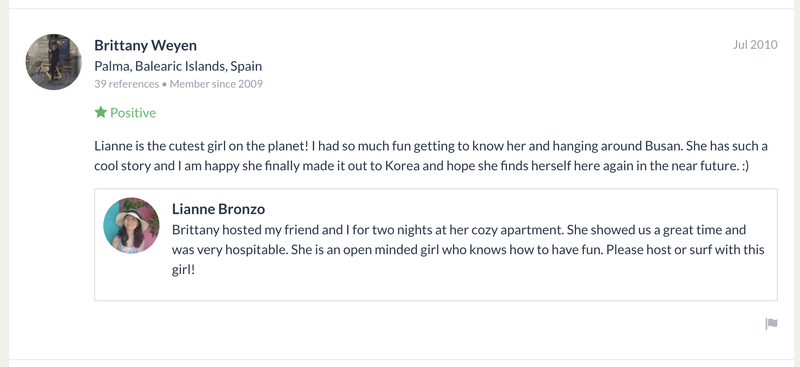 Brittany Weyen
Jul 2010
Palma, Balearic Islands, Spain
39 references • Member since 2009
Positive
Lianne is the cutest girl on the planet! I had so much fun getting to know her and hanging around Busan. She has such a
cool story and I am happy she finally made it out to Korea and hope she finds herself here again in the near future. :)
Lianne Bronzo
Brittany hosted my friend and I for two nights at her cozy apartment. She showed us a great time and
was very hospitable. She is an open minded girl who knows how to have fun. Please host or surf with this
girl!